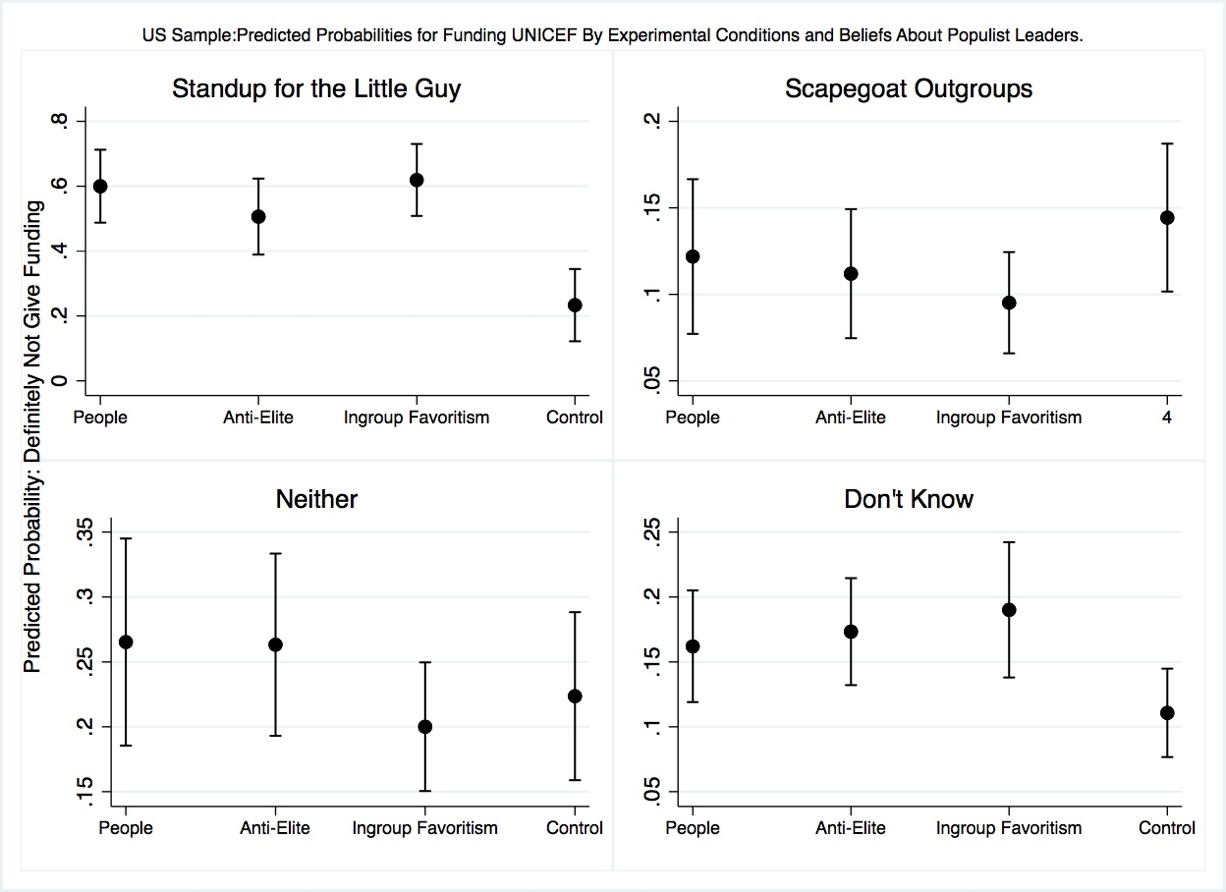 US Sample:Predicted Probabilities for Funding UNICEF By Experimental Conditions and Beliefs About Populist Leaders.
Predicted Probability: Definitely Not Give Funding
Standup for the Little Guy
.8
.6
.4
.2
0
People Anti-Elite Ingroup Favoritism Control
Scapegoat Outgroups
.2
.15
.1
.05
People Anti-Elite Ingroup Favoritism 4
Neither
.35
.3
.25
.2
.15
People Anti-Elite Ingroup Favoritism Control
Don't Know
.25
.2
.15
.1
.05
People Anti-Elite Ingroup Favoritism Control